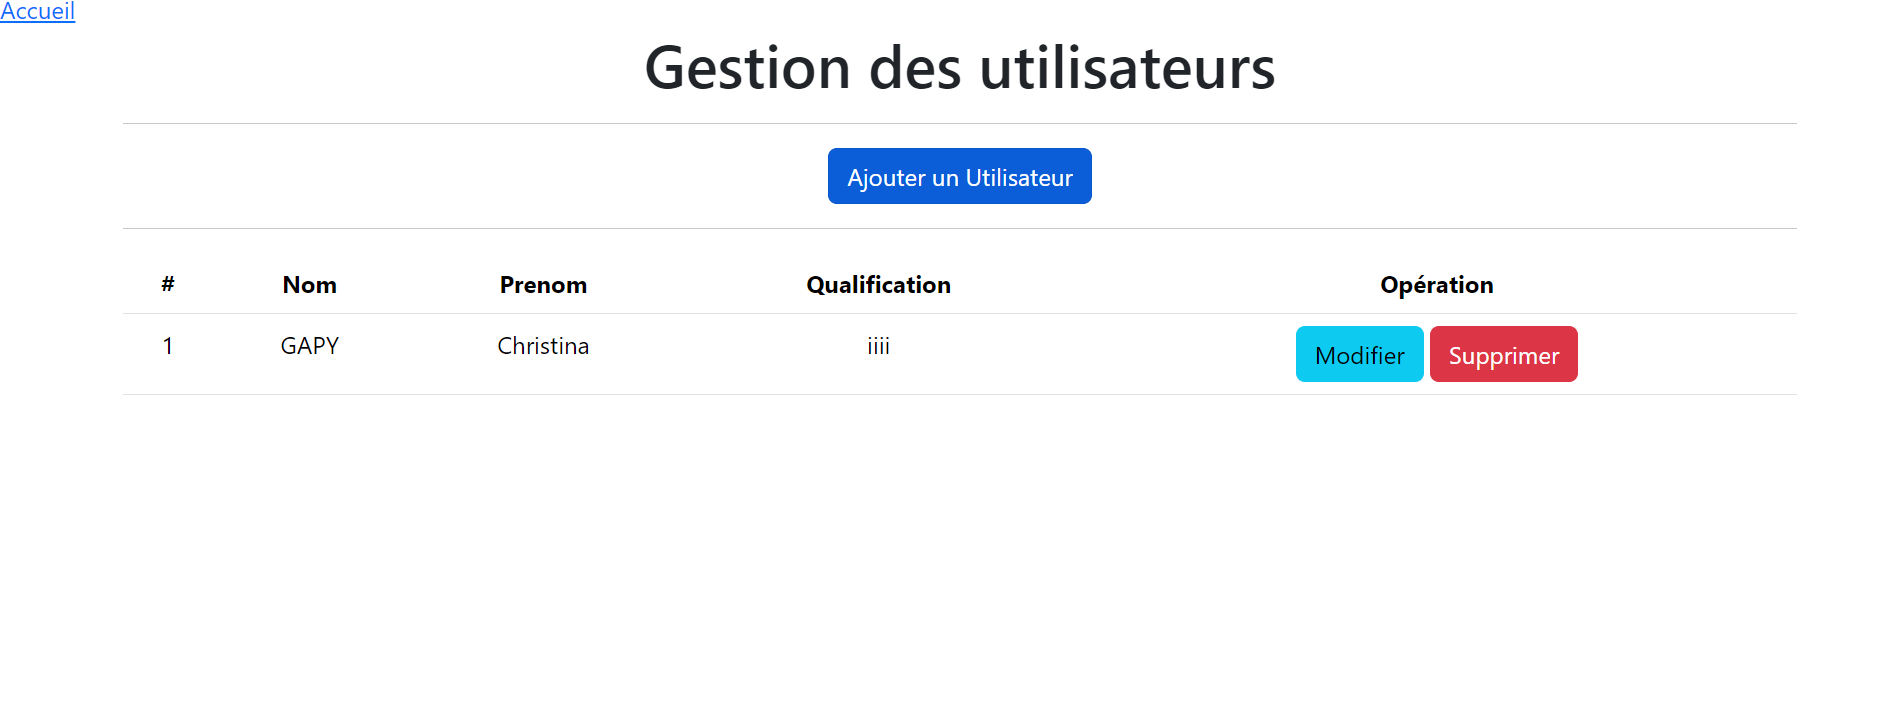 Accueil
Gestion des utilisateurs
Ajouter un Utilisateur
# Nom Prenom Qualification Opération
1 GAPY Christina iiii Modifier Supprimer